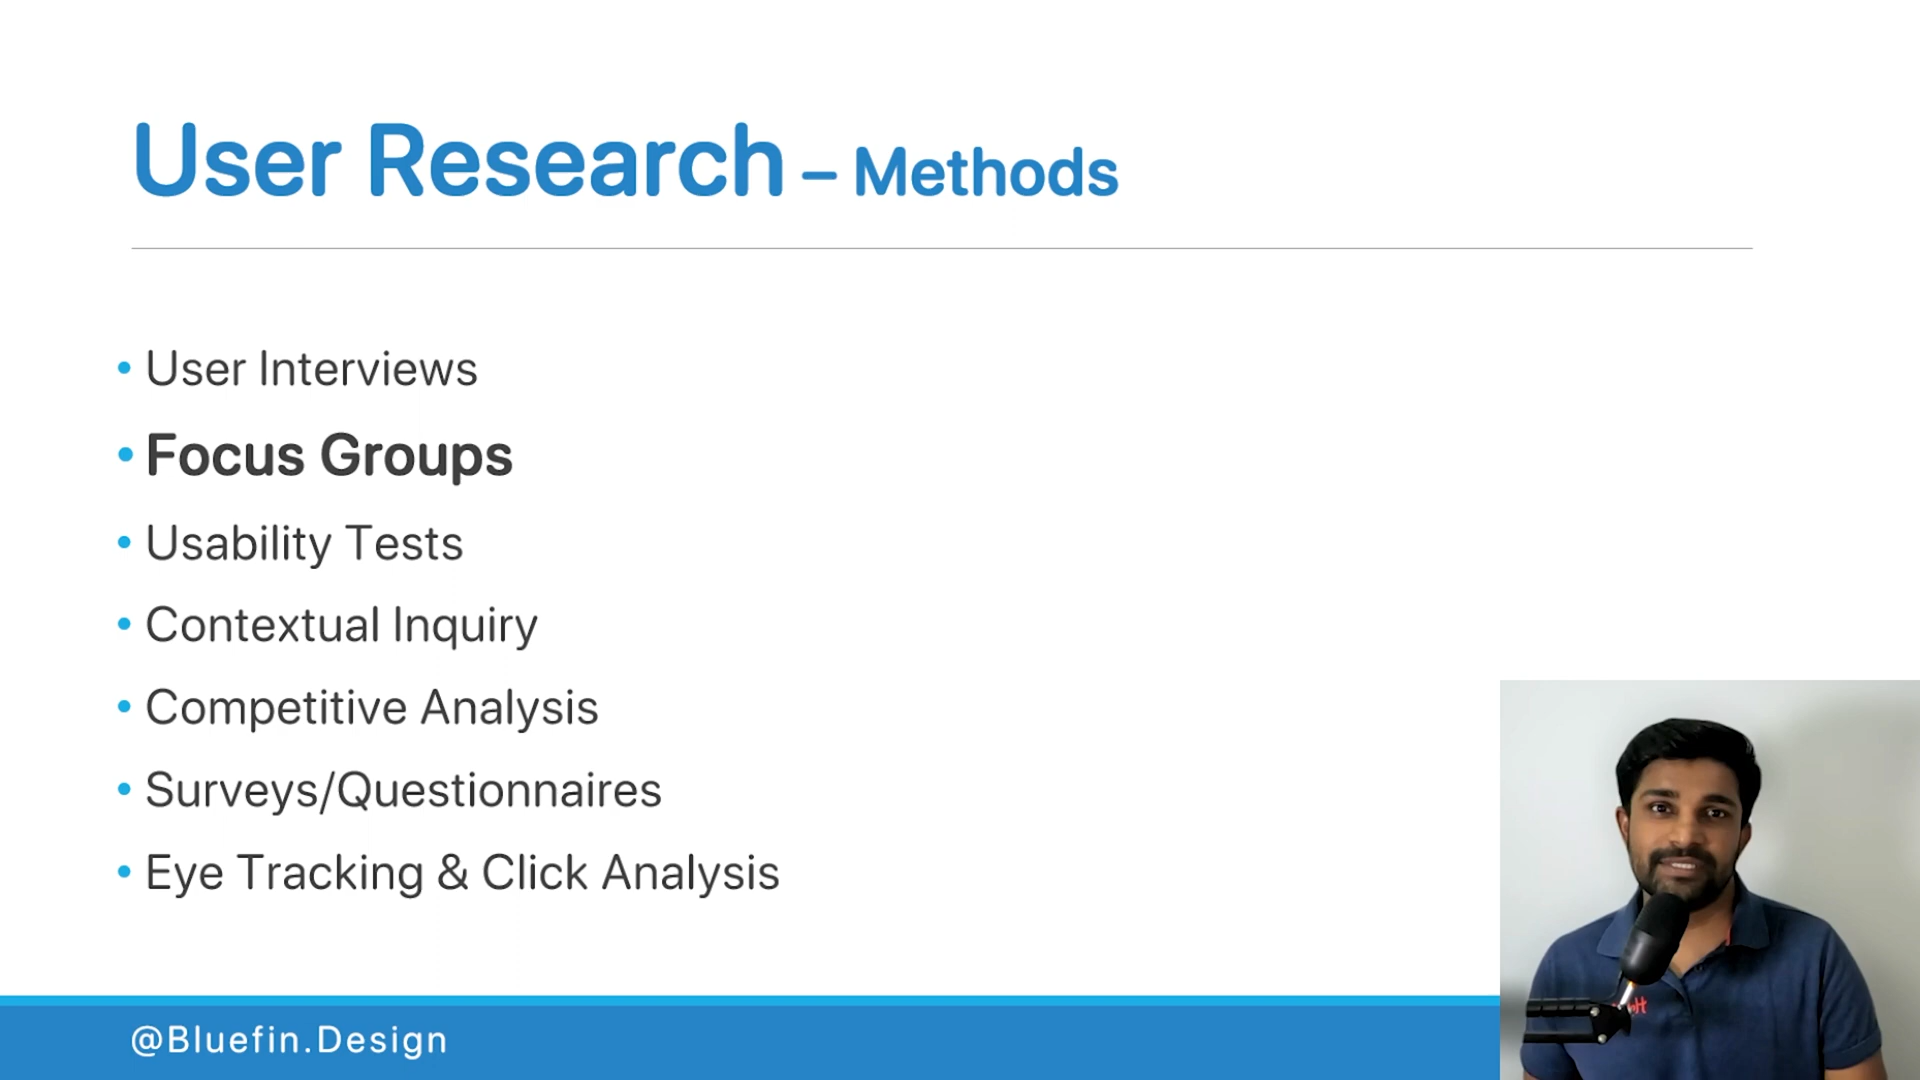 User Research – Methods
• User Interviews
• Focus Groups
• Usability Tests
• Contextual Inquiry
• Competitive Analysis
• Surveys/Questionnaires
• Eye Tracking & Click Analysis
@Bluefin.Design